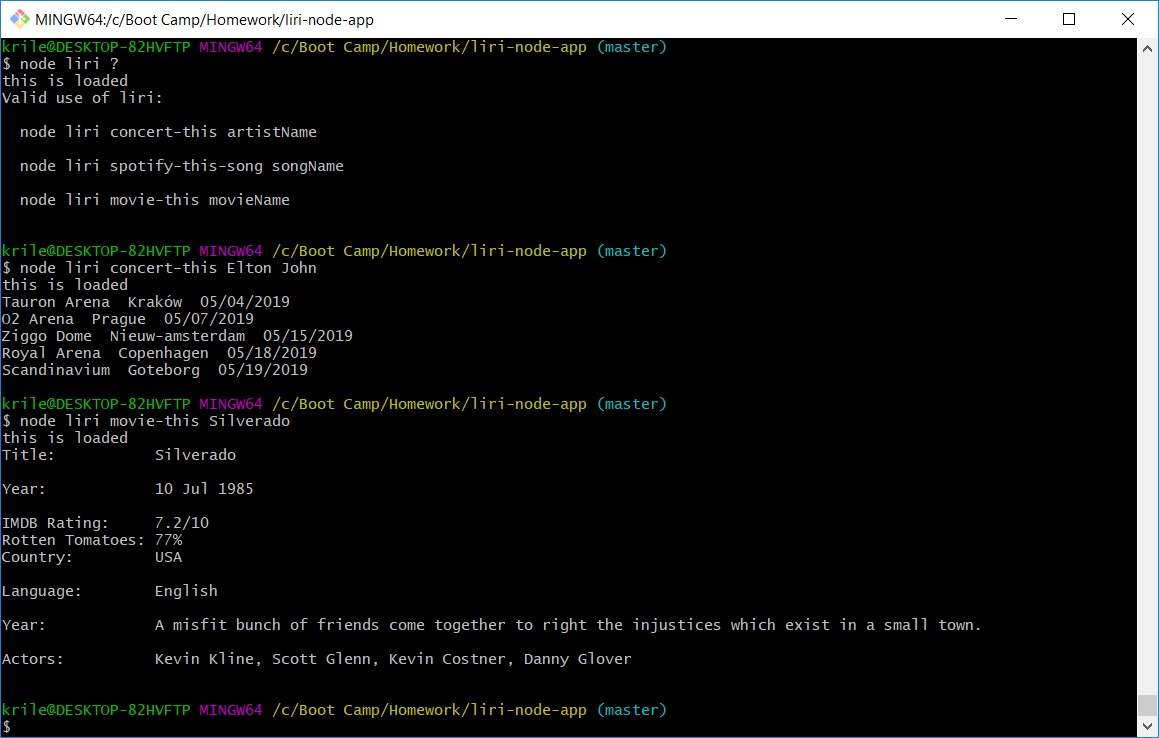 MINGW64:/c/Boot Camp/Homework/liri-node-app
krile@DESKTOP-82HVFTP MINGW64 /c/Boot Camp/Homework/liri-node-app (master)
$ node liri ?
this is loaded
Valid use of liri:
node liri concert-this artistName
node liri spotify-this-song songName
node liri movie-this movieName
krile@DESKTOP-82HVFTP MINGW64 /c/Boot Camp/Homework/liri-node-app (master)
$ node liri concert-this Elton John
this is loaded
Tauron Arena  Kraków  05/04/2019
O2 Arena  Prague  05/07/2019
Ziggo Dome  Nieuw-amsterdam  05/15/2019
Royal Arena  Copenhagen  05/18/2019
Scandinavium  Goteborg  05/19/2019
krile@DESKTOP-82HVFTP MINGW64 /c/Boot Camp/Homework/liri-node-app (master)
$ node liri movie-this Silverado
this is loaded
Title:           Silverado
Year:            10 Jul 1985
IMDB Rating:     7.2/10
Rotten Tomatoes: 77%
Country:         USA
Language:        English
Year:            A misfit bunch of friends come together to right the injustices which exist in a small town.
Actors:          Kevin Kline, Scott Glenn, Kevin Costner, Danny Glover
krile@DESKTOP-82HVFTP MINGW64 /c/Boot Camp/Homework/liri-node-app (master)
$